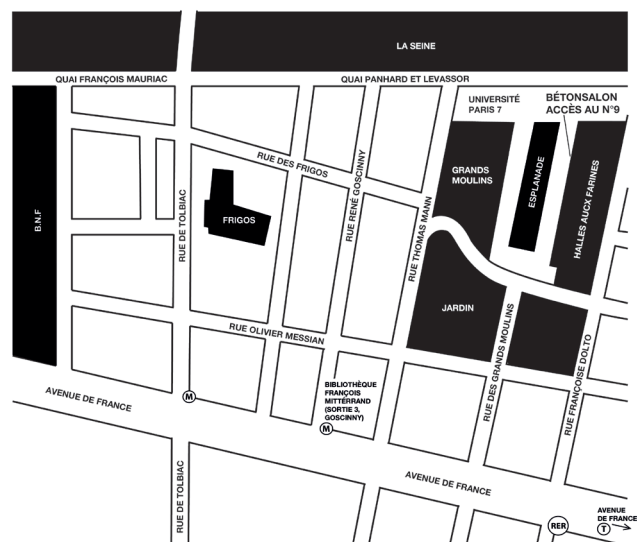 LA SEINE
QUAI FRANÇOIS MAURIAC
QUAI PANHARD ET LEVASSOR
UNIVERSITÉ
PARIS 7
BÉTONSALON
ACCÈS AU N°9
RUE DES FRIGOS
GRANDS
MOULINS
ESPLANADE
HALLES AUCX FARINES
B.N.F
RUE DE TOLBIAC
FRIGOS
RUE RENÉ GOSCINNY
RUE THOMAS MANN
JARDIN
RUE OLIVIER MESSIAN
RUE DES GRANDS MOULINS
RUE FRANÇOISE DOLTO
BIBLIOTHÈQUE
FRANÇOIS
MITTÉRRAND
(SORTIE 3,
GOSCINNY)
M
M
AVENUE DE FRANCE
RUE DE TOLBIAC
AVENUE DE FRANCE
RER
AVENUE
DE FRANCE
T